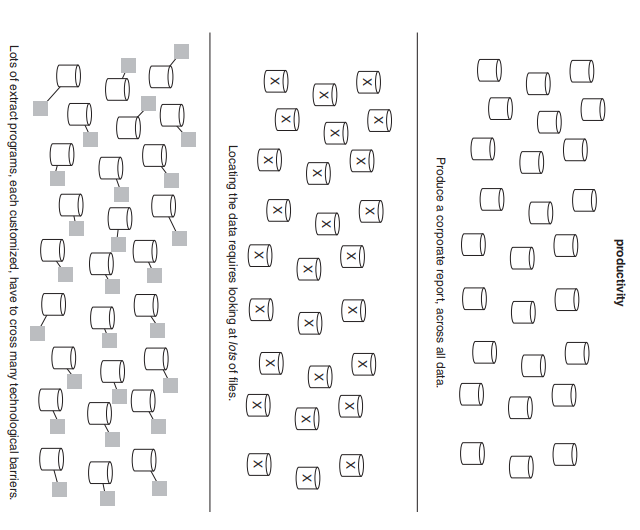 productivity
Produce a corporate report, across all data.
X X X X X X X X X
X X X X X X X X X
X X X X X X X X X
Locating the data requires looking at lots of files.
Lots of extract programs, each customized, have to cross many technological barriers.